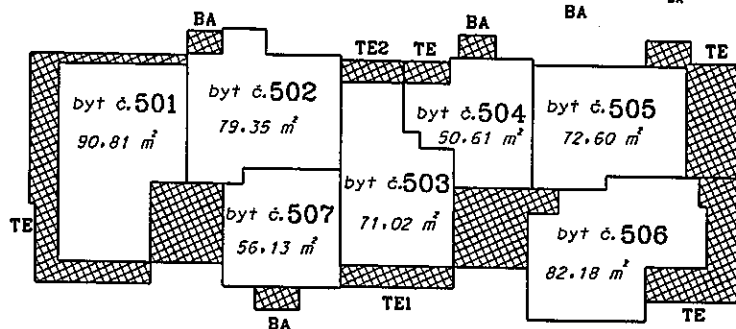 BA
BA
BA
TE2 TE
BA
TE
byt č.501
90.81 m²
byt č.502
79.35 m²
byt č.504
50.61 m²
byt č.505
72.60 m²
byt č.503
71.02 m²
byt č.507
56.13 m²
byt č.506
82.18 m²
TE
BA
TE1
TE